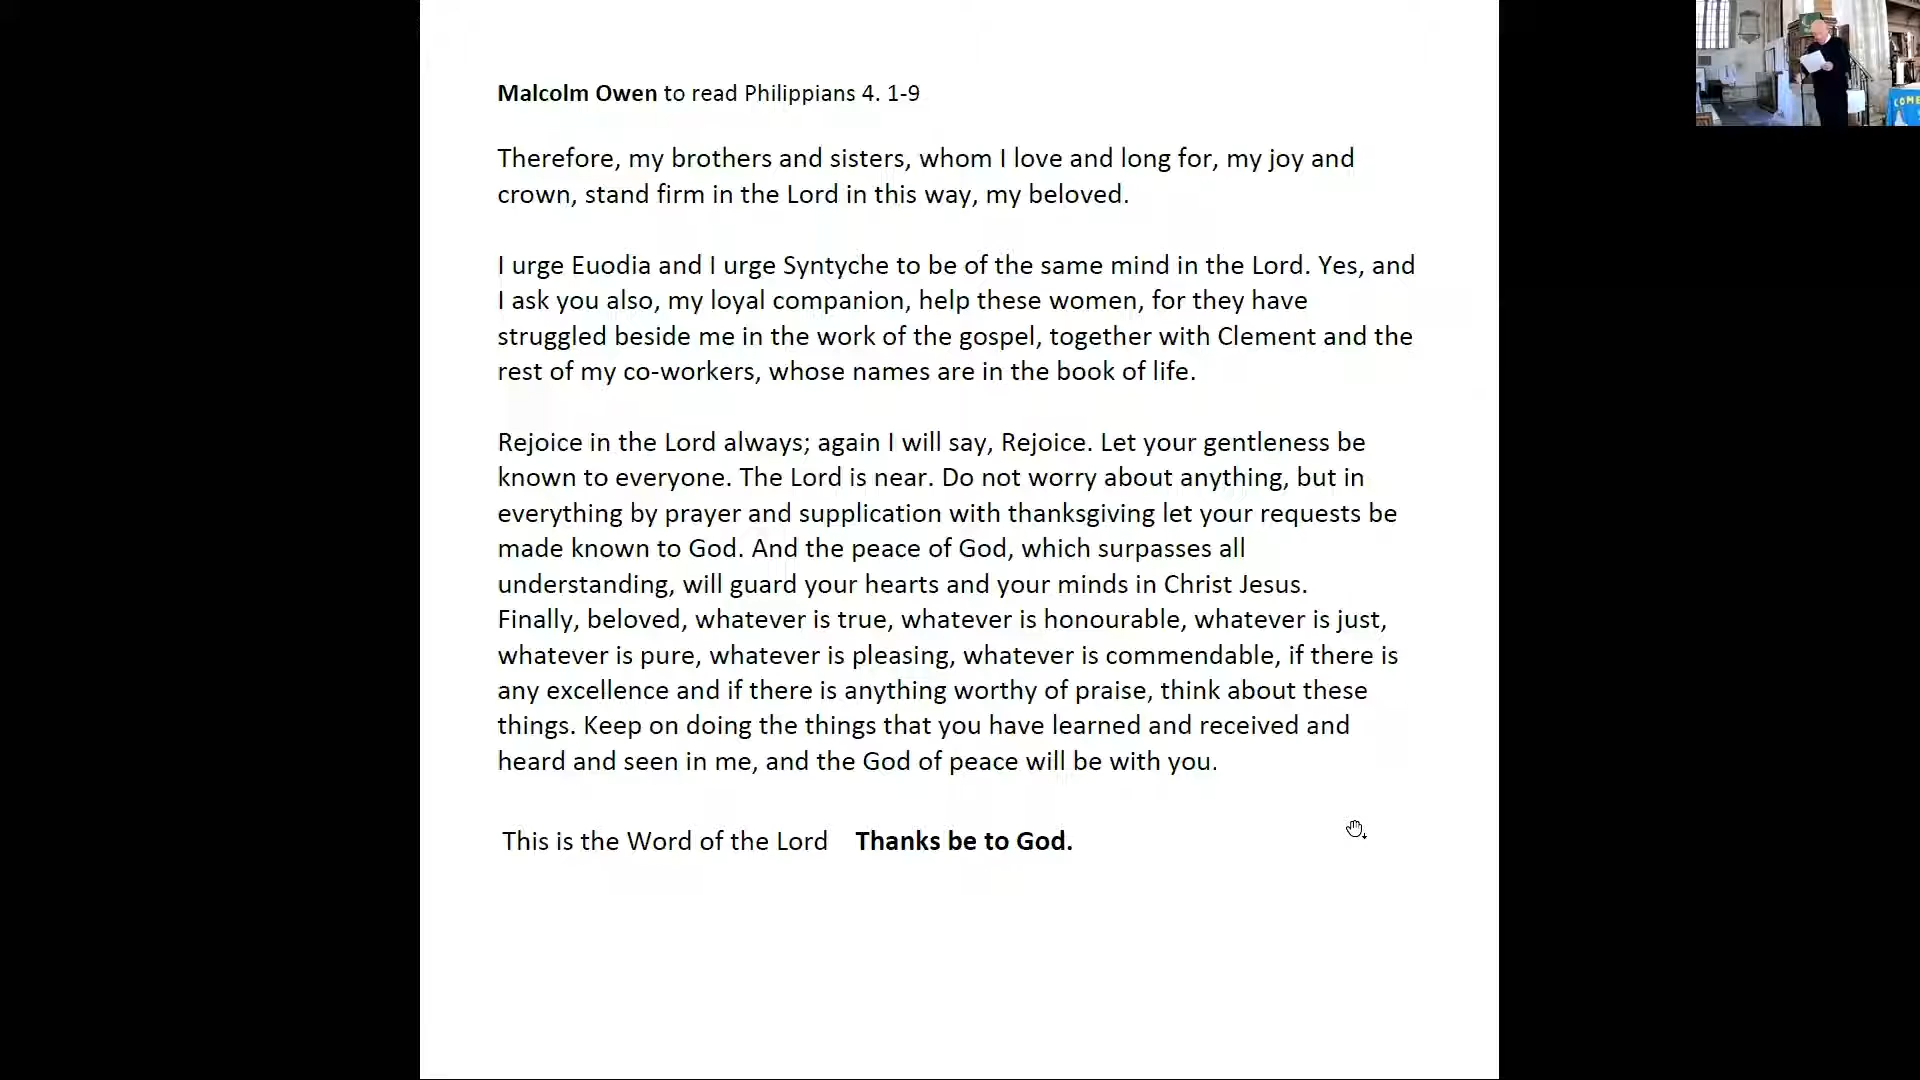 Malcolm Owen to read Philippians 4. 1-9
Therefore, my brothers and sisters, whom I love and long for, my joy and
crown, stand firm in the Lord in this way, my beloved.
I urge Euodia and I urge Syntyche to be of the same mind in the Lord. Yes, and
I ask you also, my loyal companion, help these women, for they have
struggled beside me in the work of the gospel, together with Clement and the
rest of my co-workers, whose names are in the book of life.
Rejoice in the Lord always; again I will say, Rejoice. Let your gentleness be
known to everyone. The Lord is near. Do not worry about anything, but in
everything by prayer and supplication with thanksgiving let your requests be
made known to God. And the peace of God, which surpasses all
understanding, will guard your hearts and your minds in Christ Jesus.
Finally, beloved, whatever is true, whatever is honourable, whatever is just,
whatever is pure, whatever is pleasing, whatever is commendable, if there is
any excellence and if there is anything worthy of praise, think about these
things. Keep on doing the things that you have learned and received and
heard and seen in me, and the God of peace will be with you.
This is the Word of the Lord    Thanks be to God.
COME